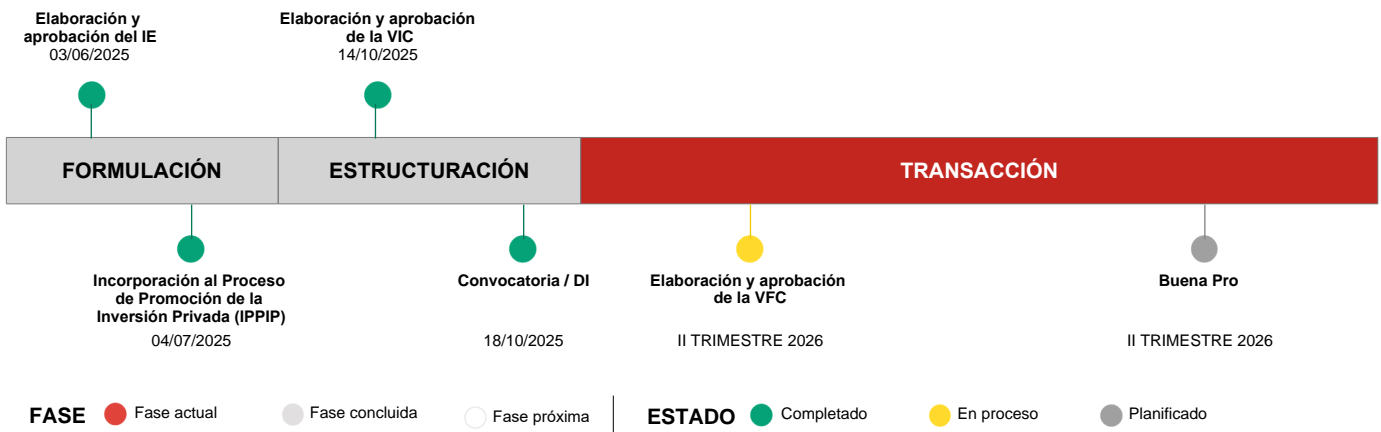 Elaboración y
aprobación del IE
03/06/2025
Elaboración y aprobación
de la VIC
14/10/2025
FORMULACIÓN
ESTRUCTURACIÓN
TRANSACCIÓN
Incorporación al Proceso
de Promoción de la
Inversión Privada (IPPIP)
04/07/2025
Convocatoria / DI
18/10/2025
Elaboración y aprobación
de la VFC
II TRIMESTRE 2026
Buena Pro
II TRIMESTRE 2026
FASE
Fase actual
Fase concluida
Fase próxima
ESTADO
Completado
En proceso
Planificado